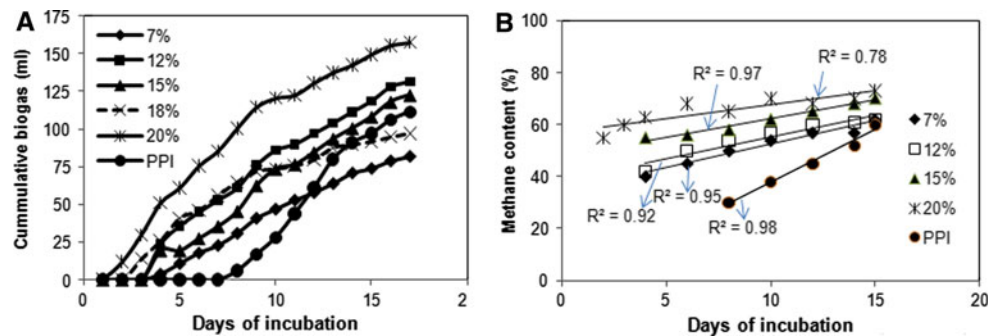 A
Cummulative biogas (ml)
175
150
125
100
75
50
25
0
7%
12%
15%
18%
20%
PPI
0
5
10
15
2
Days of incubation
B
Methane content (%)
100
80
60
40
20
0
R² = 0.97
R² = 0.78
R² = 0.92
R² = 0.95
R² = 0.98
7%
12%
15%
20%
PPI
0
5
10
15
20
Days of incubation